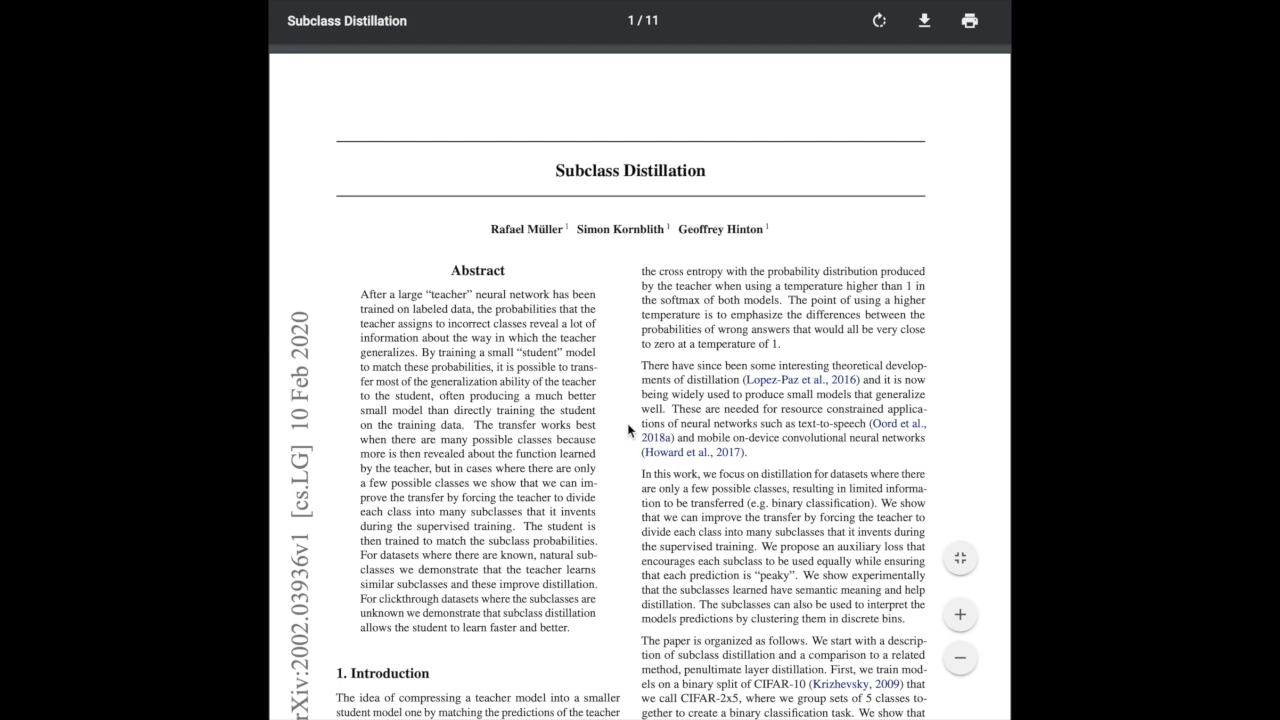 Subclass Distillation
1 / 11
Subclass Distillation
Rafael Müller 1 Simon Kornblith 1 Geoffrey Hinton 1
Abstract
After a large “teacher” neural network has been
trained on labeled data, the probabilities that the
teacher assigns to incorrect classes reveal a lot of
information about the way in which the teacher
generalizes. By training a small “student” model
to match these probabilities, it is possible to trans-
fer most of the generalization ability of the teacher
to the student, often producing a much better
small model than directly training the student
on the training data. The transfer works best
when there are many possible classes because
more is then revealed about the function learned
by the teacher, but in cases where there are only
a few possible classes we show that we can im-
prove the transfer by forcing the teacher to divide
each class into many subclasses that it invents
during the supervised training. The student is
then trained to match the subclass probabilities.
For datasets where there are known, natural sub-
classes we demonstrate that the teacher learns
similar subclasses and these improve distillation.
For clickthrough datasets where the subclasses are
unknown we demonstrate that subclass distillation
allows the student to learn faster and better.
1. Introduction
The idea of compressing a teacher model into a smaller
student model one by matching the predictions of the teacher
the cross entropy with the probability distribution produced
by the teacher when using a temperature higher than 1 in
the softmax of both models. The point of using a higher
temperature is to emphasize the differences between the
probabilities of wrong answers that would all be very close
to zero at a temperature of 1.
There have since been some interesting theoretical develop-
ments of distillation (Lopez-Paz et al., 2016) and it is now
being widely used to produce small models that generalize
well. These are needed for resource constrained applica-
tions of neural networks such as text-to-speech (Oord et al.,
2018a) and mobile on-device convolutional neural networks
(Howard et al., 2017).
In this work, we focus on distillation for datasets where there
are only a few possible classes, resulting in limited informa-
tion to be transferred (e.g. binary classification). We show
that we can improve the transfer by forcing the teacher to
divide each class into many subclasses that it invents during
the supervised training. We propose an auxiliary loss that
encourages each subclass to be used equally while ensuring
that each prediction is “peaky”. We show experimentally
that the subclasses learned have semantic meaning and help
distillation. The subclasses can also be used to interpret the
models predictions by clustering them in discrete bins.
The paper is organized as follows. We start with a descrip-
tion of subclass distillation and a comparison to a related
method, penultimate layer distillation. First, we train mod-
els on a binary split of CIFAR-10 (Krizhevsky, 2009) that
we call CIFAR-2x5, where we group sets of 5 classes to-
gether to create a binary classification task. We show that
rXiv:2002.03936v1 [cs.LG] 10 Feb 2020